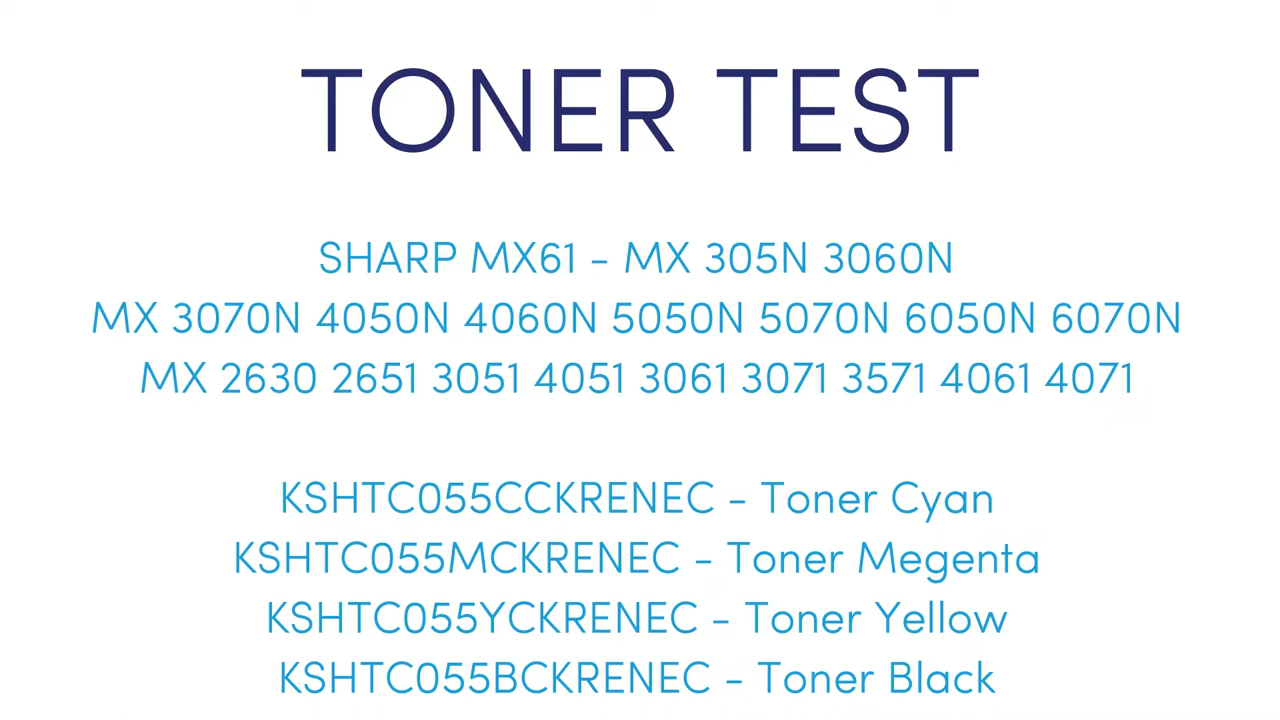 TONER TEST
SHARP MX61 - MX 305N 3060N
MX 3070N 4050N 4060N 5050N 5070N 6050N 6070N
MX 2630 2651 3051 4051 3061 3071 3571 4061 4071
KSHTC055CCKRENEC - Toner Cyan
KSHTC055MCKRENEC - Toner Megenta
KSHTC055YCKRENEC - Toner Yellow
KSHTC055BCKRENEC - Toner Black